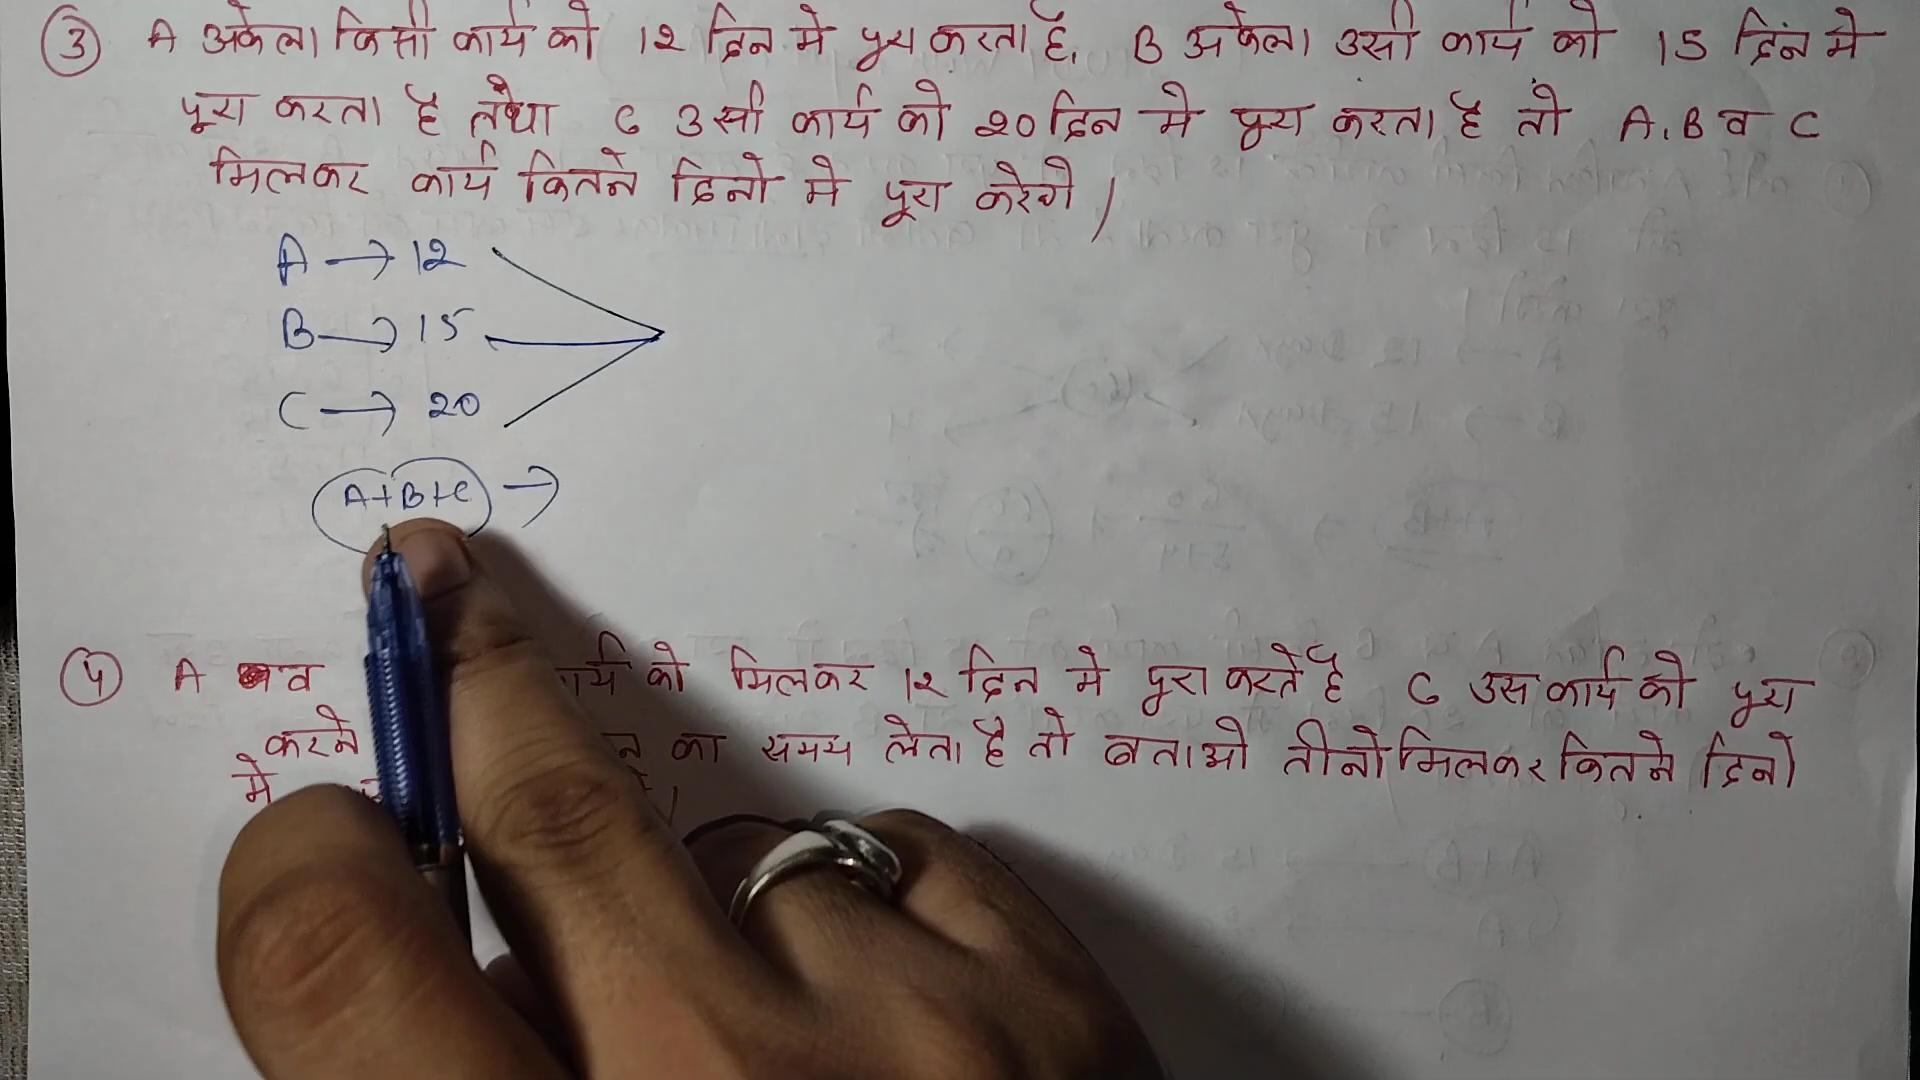 ③ A अकेला किसी कार्य को 12 दिन मे पूरा करता है, B अकेला उसी कार्य को 15 दिन मे
पूरा करता है तथा C उसी कार्य को 20 दिन मे पूरा करता है तो A, B व C
मिलकर कार्य कितने दिनो मे पूरा करेगे /
A → 12
B → 15
C → 20
A+B+C →
④ A व कार्य को मिलकर 12 दिन मे पूरा करते है C उस कार्य को पूरा
करने का समय लेता है तो बताओ तीनो मिलकर कितने दिनो
मे